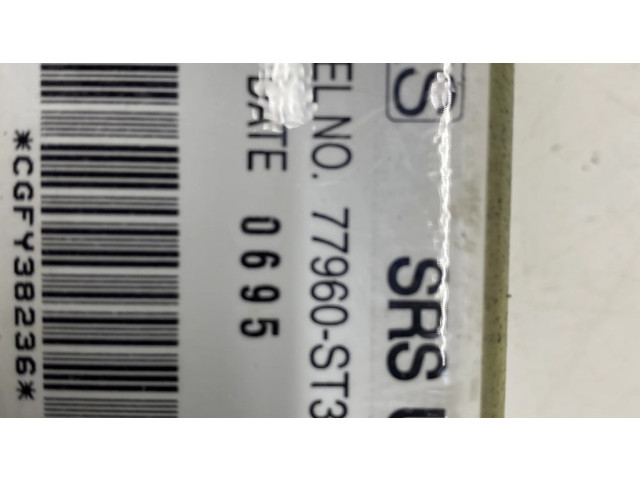 S
SRS U
EL NO. 77960-ST3
DATE 0695
*CGFY38236*